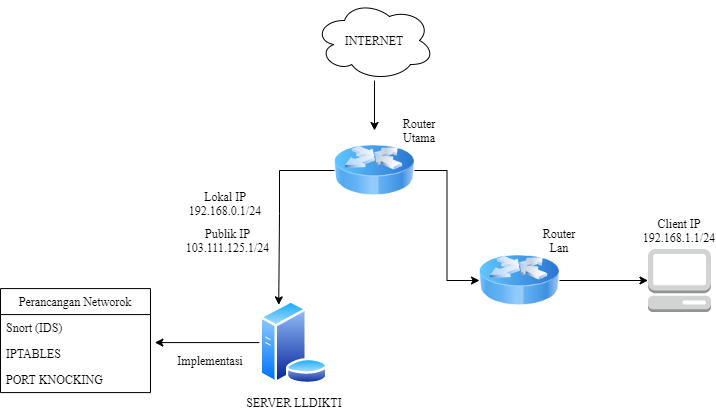 INTERNET
Router
Utama
Lokal IP
192.168.0.1/24
Publik IP
103.111.125.1/24
Router
Lan
Client IP
192.168.1.1/24
Perancangan Networok
Snort (IDS)
IPTABLES
PORT KNOCKING
Implementasi
SERVER LLDIKTI